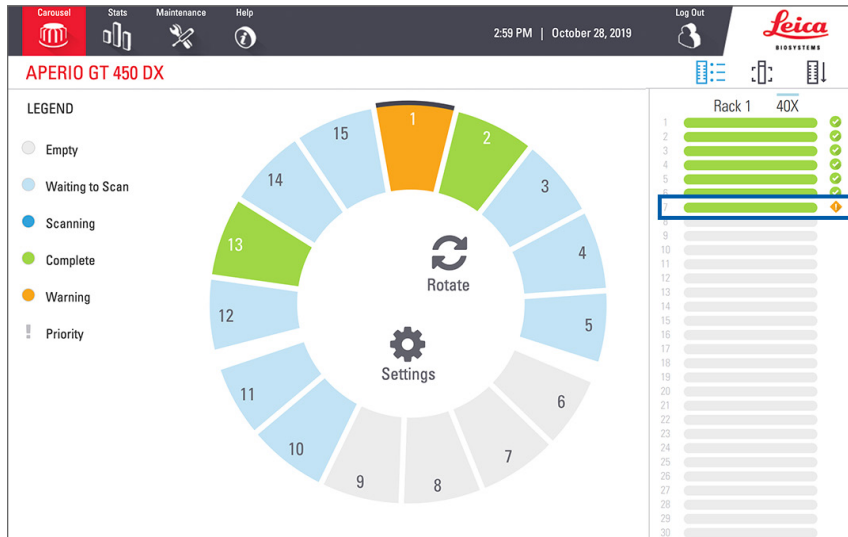 Carousel
Stats
Maintenance
Help
2:59 PM | October 28, 2019
Log Out
Leica
BIOSYSTEMS
APERIO GT 450 DX
LEGEND
Empty
Waiting to Scan
Scanning
Complete
Warning
! Priority
1
2
3
4
5
6
7
8
9
10
11
12
13
14
15
Rotate
Settings
Rack 1 40X
1
2
3
4
5
6
7
8
9
10
11
12
13
14
15
16
17
18
19
20
21
22
23
24
25
26
27
28
29
30